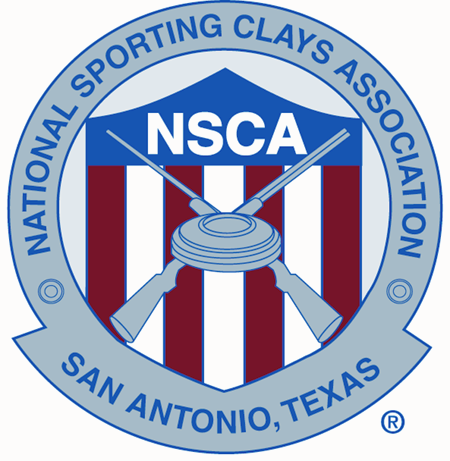 NATIONAL SPORTING CLAYS ASSOCIATION
NSCA
SAN ANTONIO, TEXAS
®